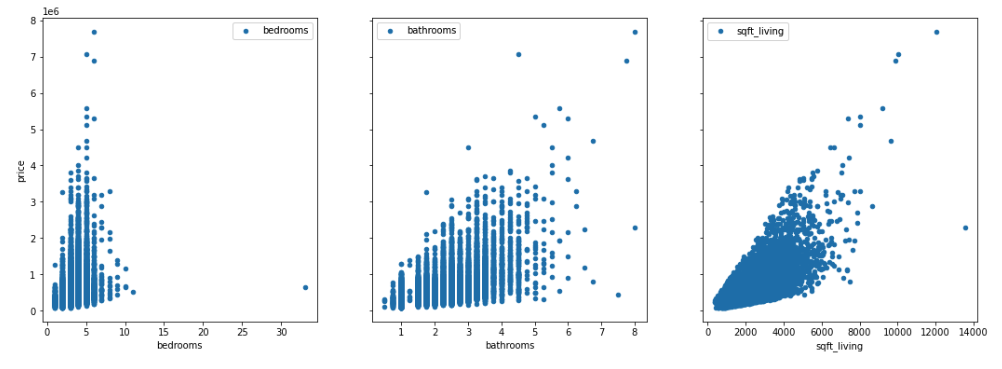 1e6
8
7
6
5
4
3
2
1
0
price
bedrooms
0 5 10 15 20 25 30
bedrooms
bathrooms
1 2 3 4 5 6 7 8
bathrooms
sqft_living
0 2000 4000 6000 8000 10000 12000 14000
sqft_living